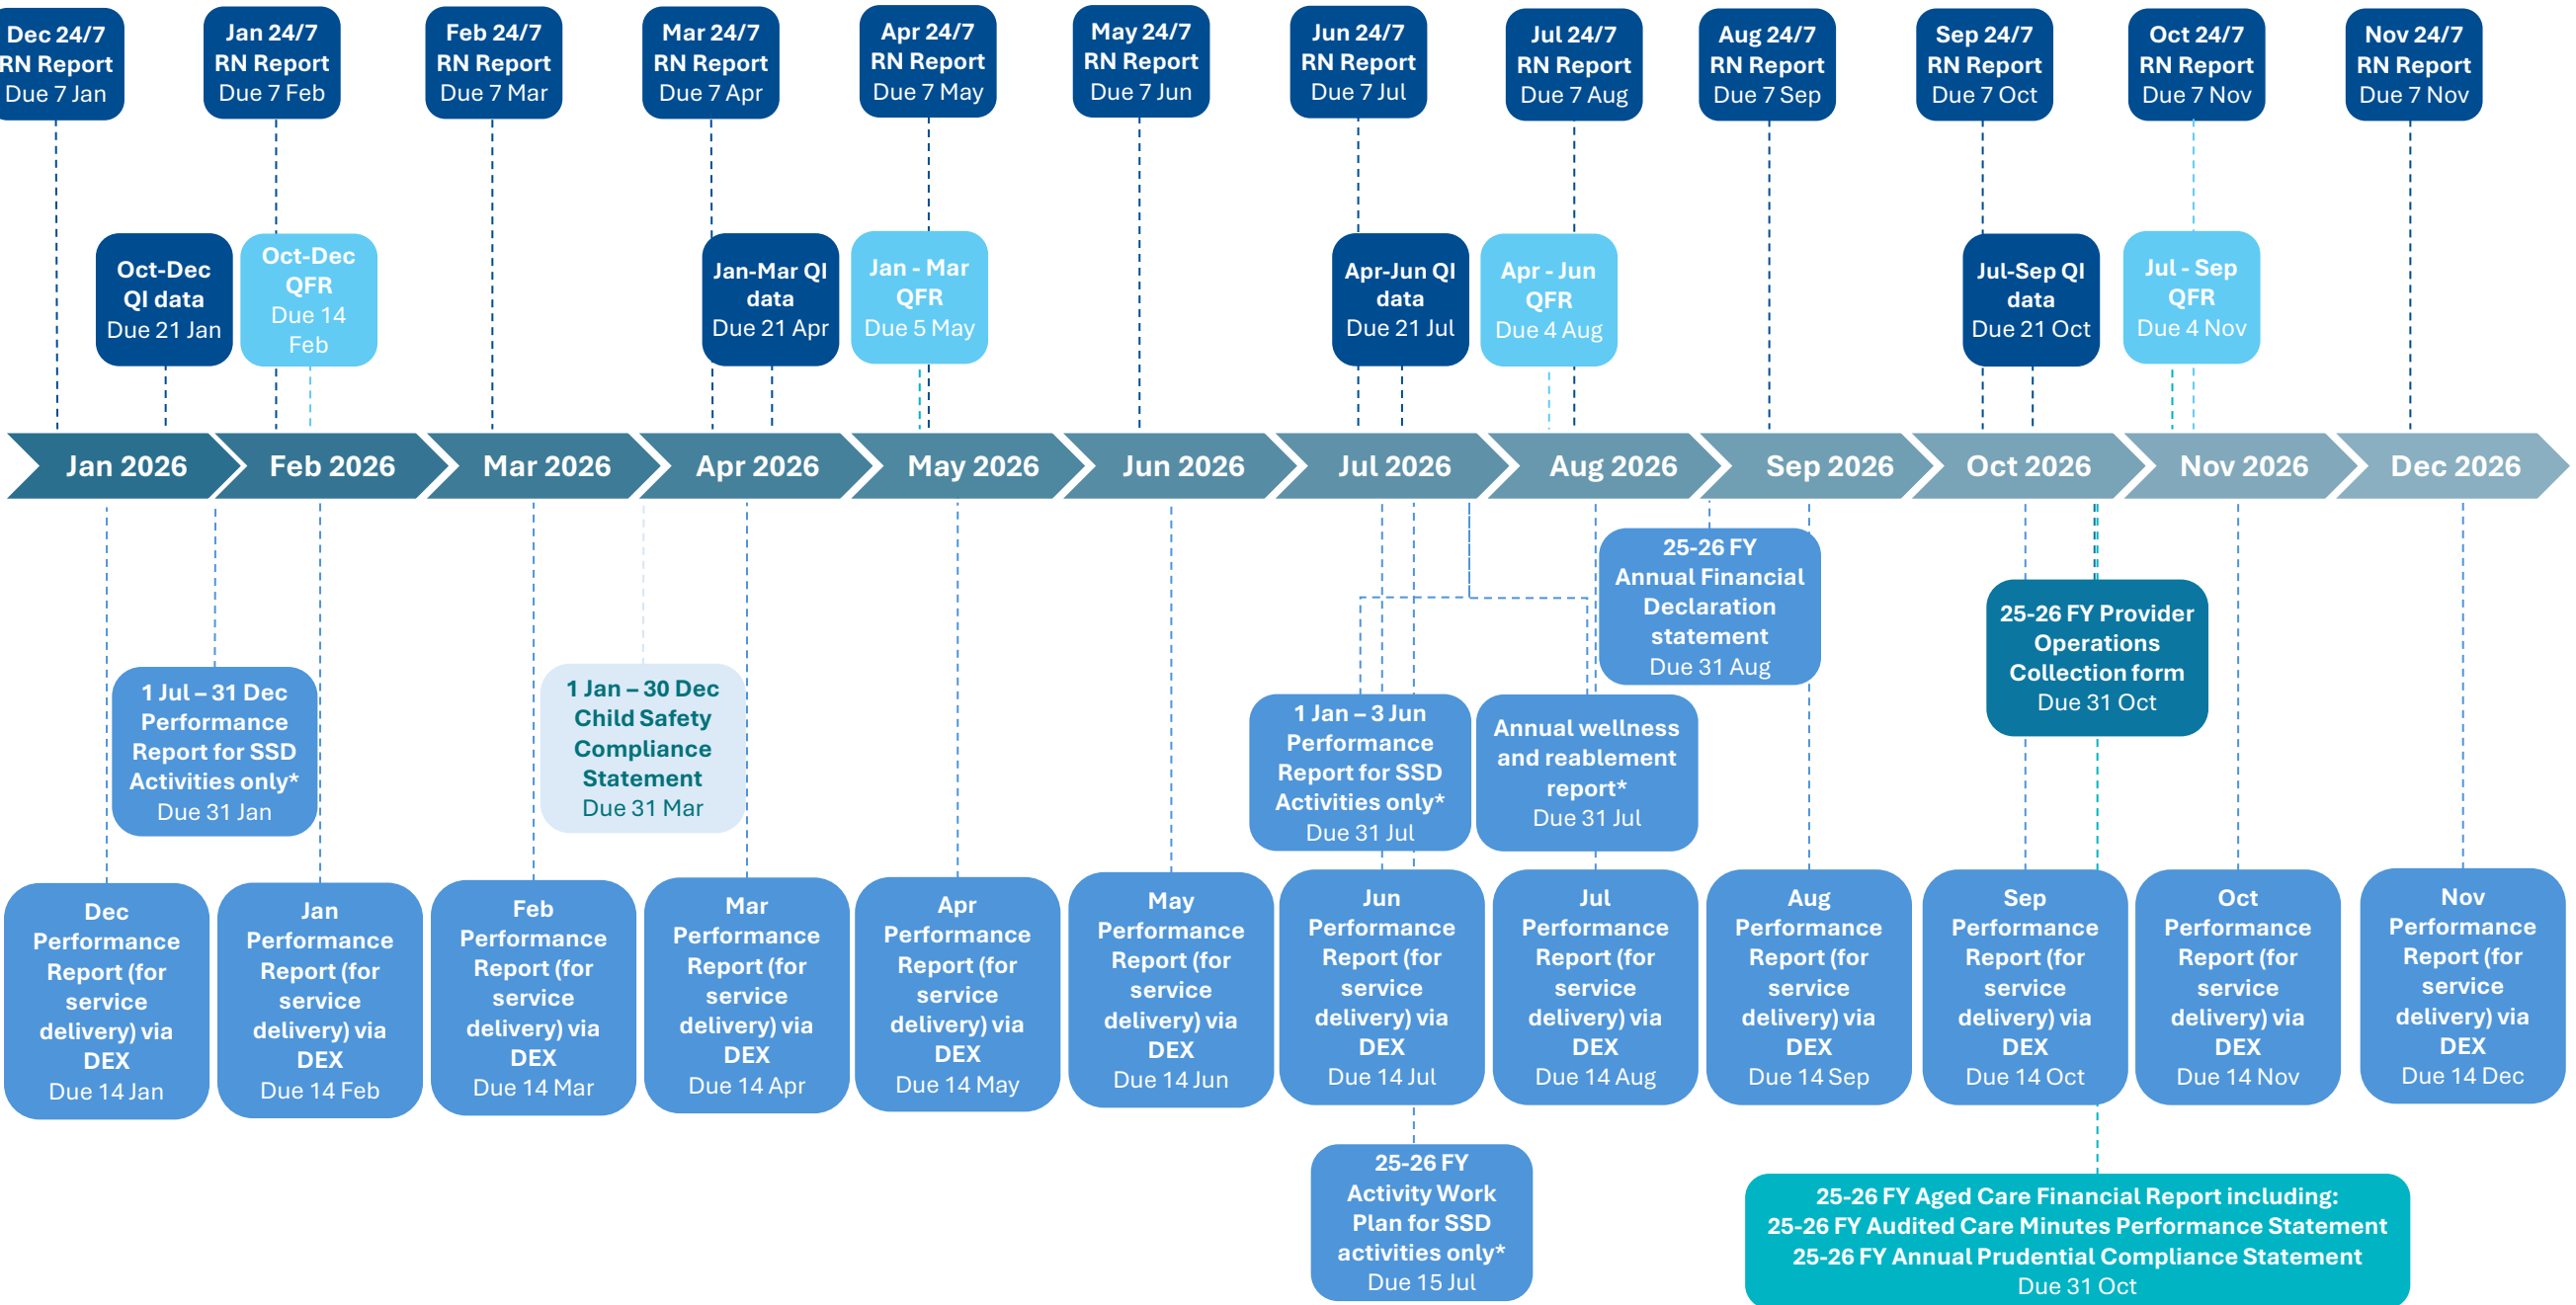 Dec 24/7
RN Report
Due 7 Jan
Jan 24/7
RN Report
Due 7 Feb
Feb 24/7
RN Report
Due 7 Mar
Mar 24/7
RN Report
Due 7 Apr
Apr 24/7
RN Report
Due 7 May
May 24/7
RN Report
Due 7 Jun
Jun 24/7
RN Report
Due 7 Jul
Jul 24/7
RN Report
Due 7 Aug
Aug 24/7
RN Report
Due 7 Sep
Sep 24/7
RN Report
Due 7 Oct
Oct 24/7
RN Report
Due 7 Nov
Nov 24/7
RN Report
Due 7 Nov
Oct-Dec
QI data
Due 21 Jan
Oct-Dec
QFR
Due 14
Feb
Jan-Mar QI
data
Due 21 Apr
Jan - Mar
QFR
Due 5 May
Apr-Jun QI
data
Due 21 Jul
Apr - Jun
QFR
Due 4 Aug
Jul-Sep QI
data
Due 21 Oct
Jul - Sep
QFR
Due 4 Nov
Jan 2026
Feb 2026
Mar 2026
Apr 2026
May 2026
Jun 2026
Jul 2026
Aug 2026
Sep 2026
Oct 2026
Nov 2026
Dec 2026
1 Jul – 31 Dec
Performance
Report for SSD
Activities only*
Due 31 Jan
1 Jan – 30 Dec
Child Safety
Compliance
Statement
Due 31 Mar
1 Jan – 3 Jun
Performance
Report for SSD
Activities only*
Due 31 Jul
Annual wellness
and reablement
report*
Due 31 Jul
25-26 FY
Annual Financial
Declaration
statement
Due 31 Aug
25-26 FY Provider
Operations
Collection form
Due 31 Oct
Dec
Performance
Report (for
service
delivery) via
DEX
Due 14 Jan
Jan
Performance
Report (for
service
delivery) via
DEX
Due 14 Feb
Feb
Performance
Report (for
service
delivery) via
DEX
Due 14 Mar
Mar
Performance
Report (for
service
delivery) via
DEX
Due 14 Apr
Apr
Performance
Report (for
service
delivery) via
DEX
Due 14 May
May
Performance
Report (for
service
delivery) via
DEX
Due 14 Jun
Jun
Performance
Report (for
service
delivery) via
DEX
Due 14 Jul
Jul
Performance
Report (for
service
delivery) via
DEX
Due 14 Aug
Aug
Performance
Report (for
service
delivery) via
DEX
Due 14 Sep
Sep
Performance
Report (for
service
delivery) via
DEX
Due 14 Oct
Oct
Performance
Report (for
service
delivery) via
DEX
Due 14 Nov
Nov
Performance
Report (for
service
delivery) via
DEX
Due 14 Dec
25-26 FY
Activity Work
Plan for SSD
activities only*
Due 15 Jul
25-26 FY Aged Care Financial Report including:
25-26 FY Audited Care Minutes Performance Statement
25-26 FY Annual Prudential Compliance Statement
Due 31 Oct